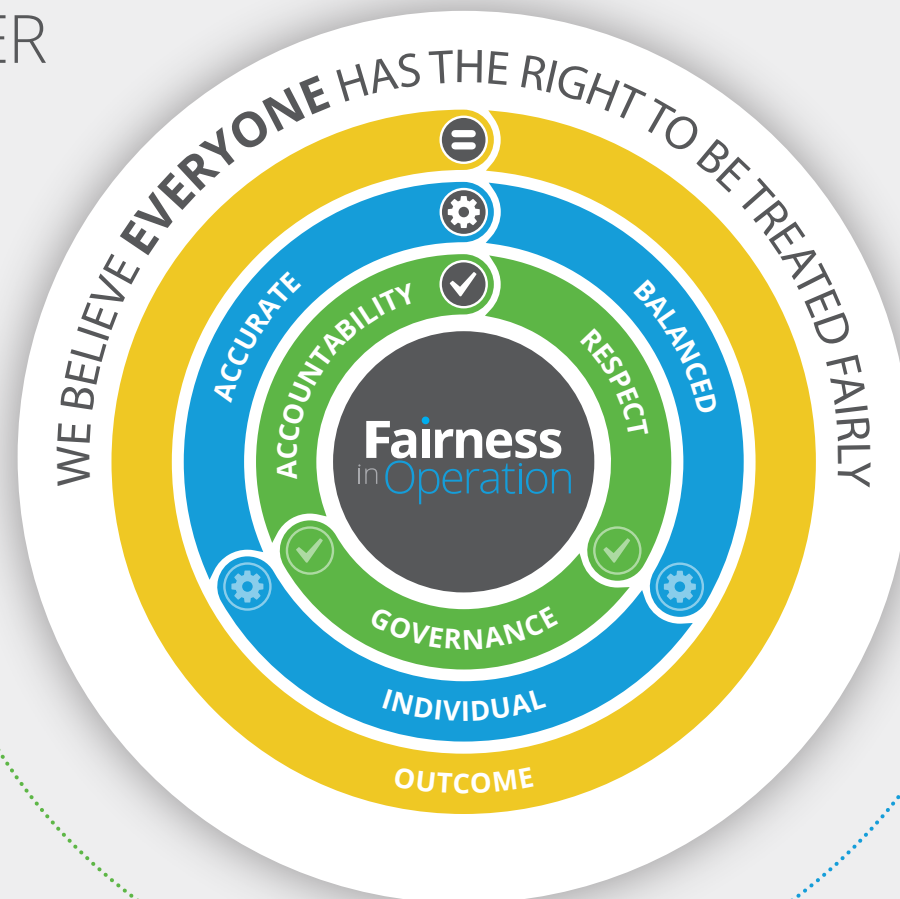 ER
WE BELIEVE EVERYONE HAS THE RIGHT TO BE TREATED FAIRLY
ACCURATE
BALANCED
ACCOUNTABILITY
RESPECT
Fairness
in Operation
GOVERNANCE
INDIVIDUAL
OUTCOME